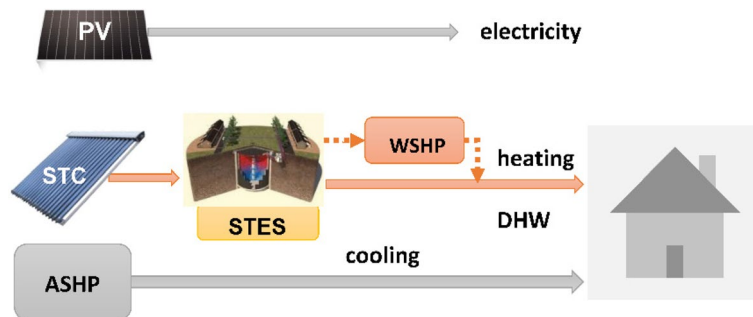 PV
electricity
STC
WSHP
heating
STES
DHW
cooling
ASHP